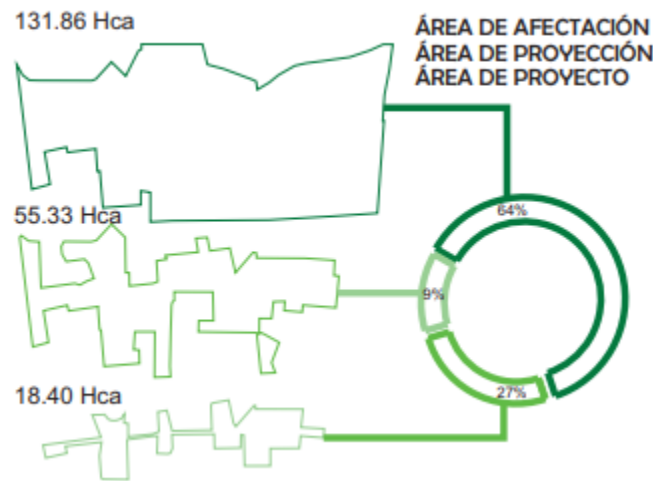 131.86 Hca
ÁREA DE AFECTACIÓN
ÁREA DE PROYECCIÓN
ÁREA DE PROYECTO
64%
55.33 Hca
9%
18.40 Hca
27%